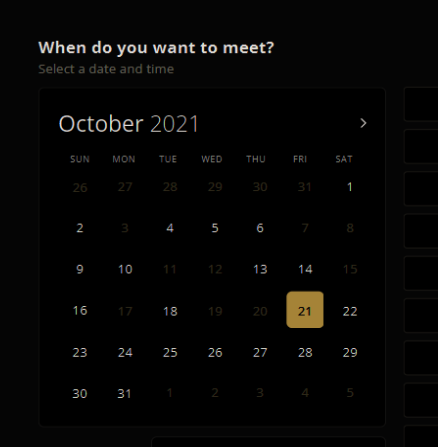 When do you want to meet?
Select a date and time
October 2021
SUN MON TUE WED THU FRI SAT
26 27 28 29 30 31 1
2 3 4 5 6 7 8
9 10 11 12 13 14 15
16 17 18 19 20 21 22
23 24 25 26 27 28 29
30 31 1 2 3 4 5